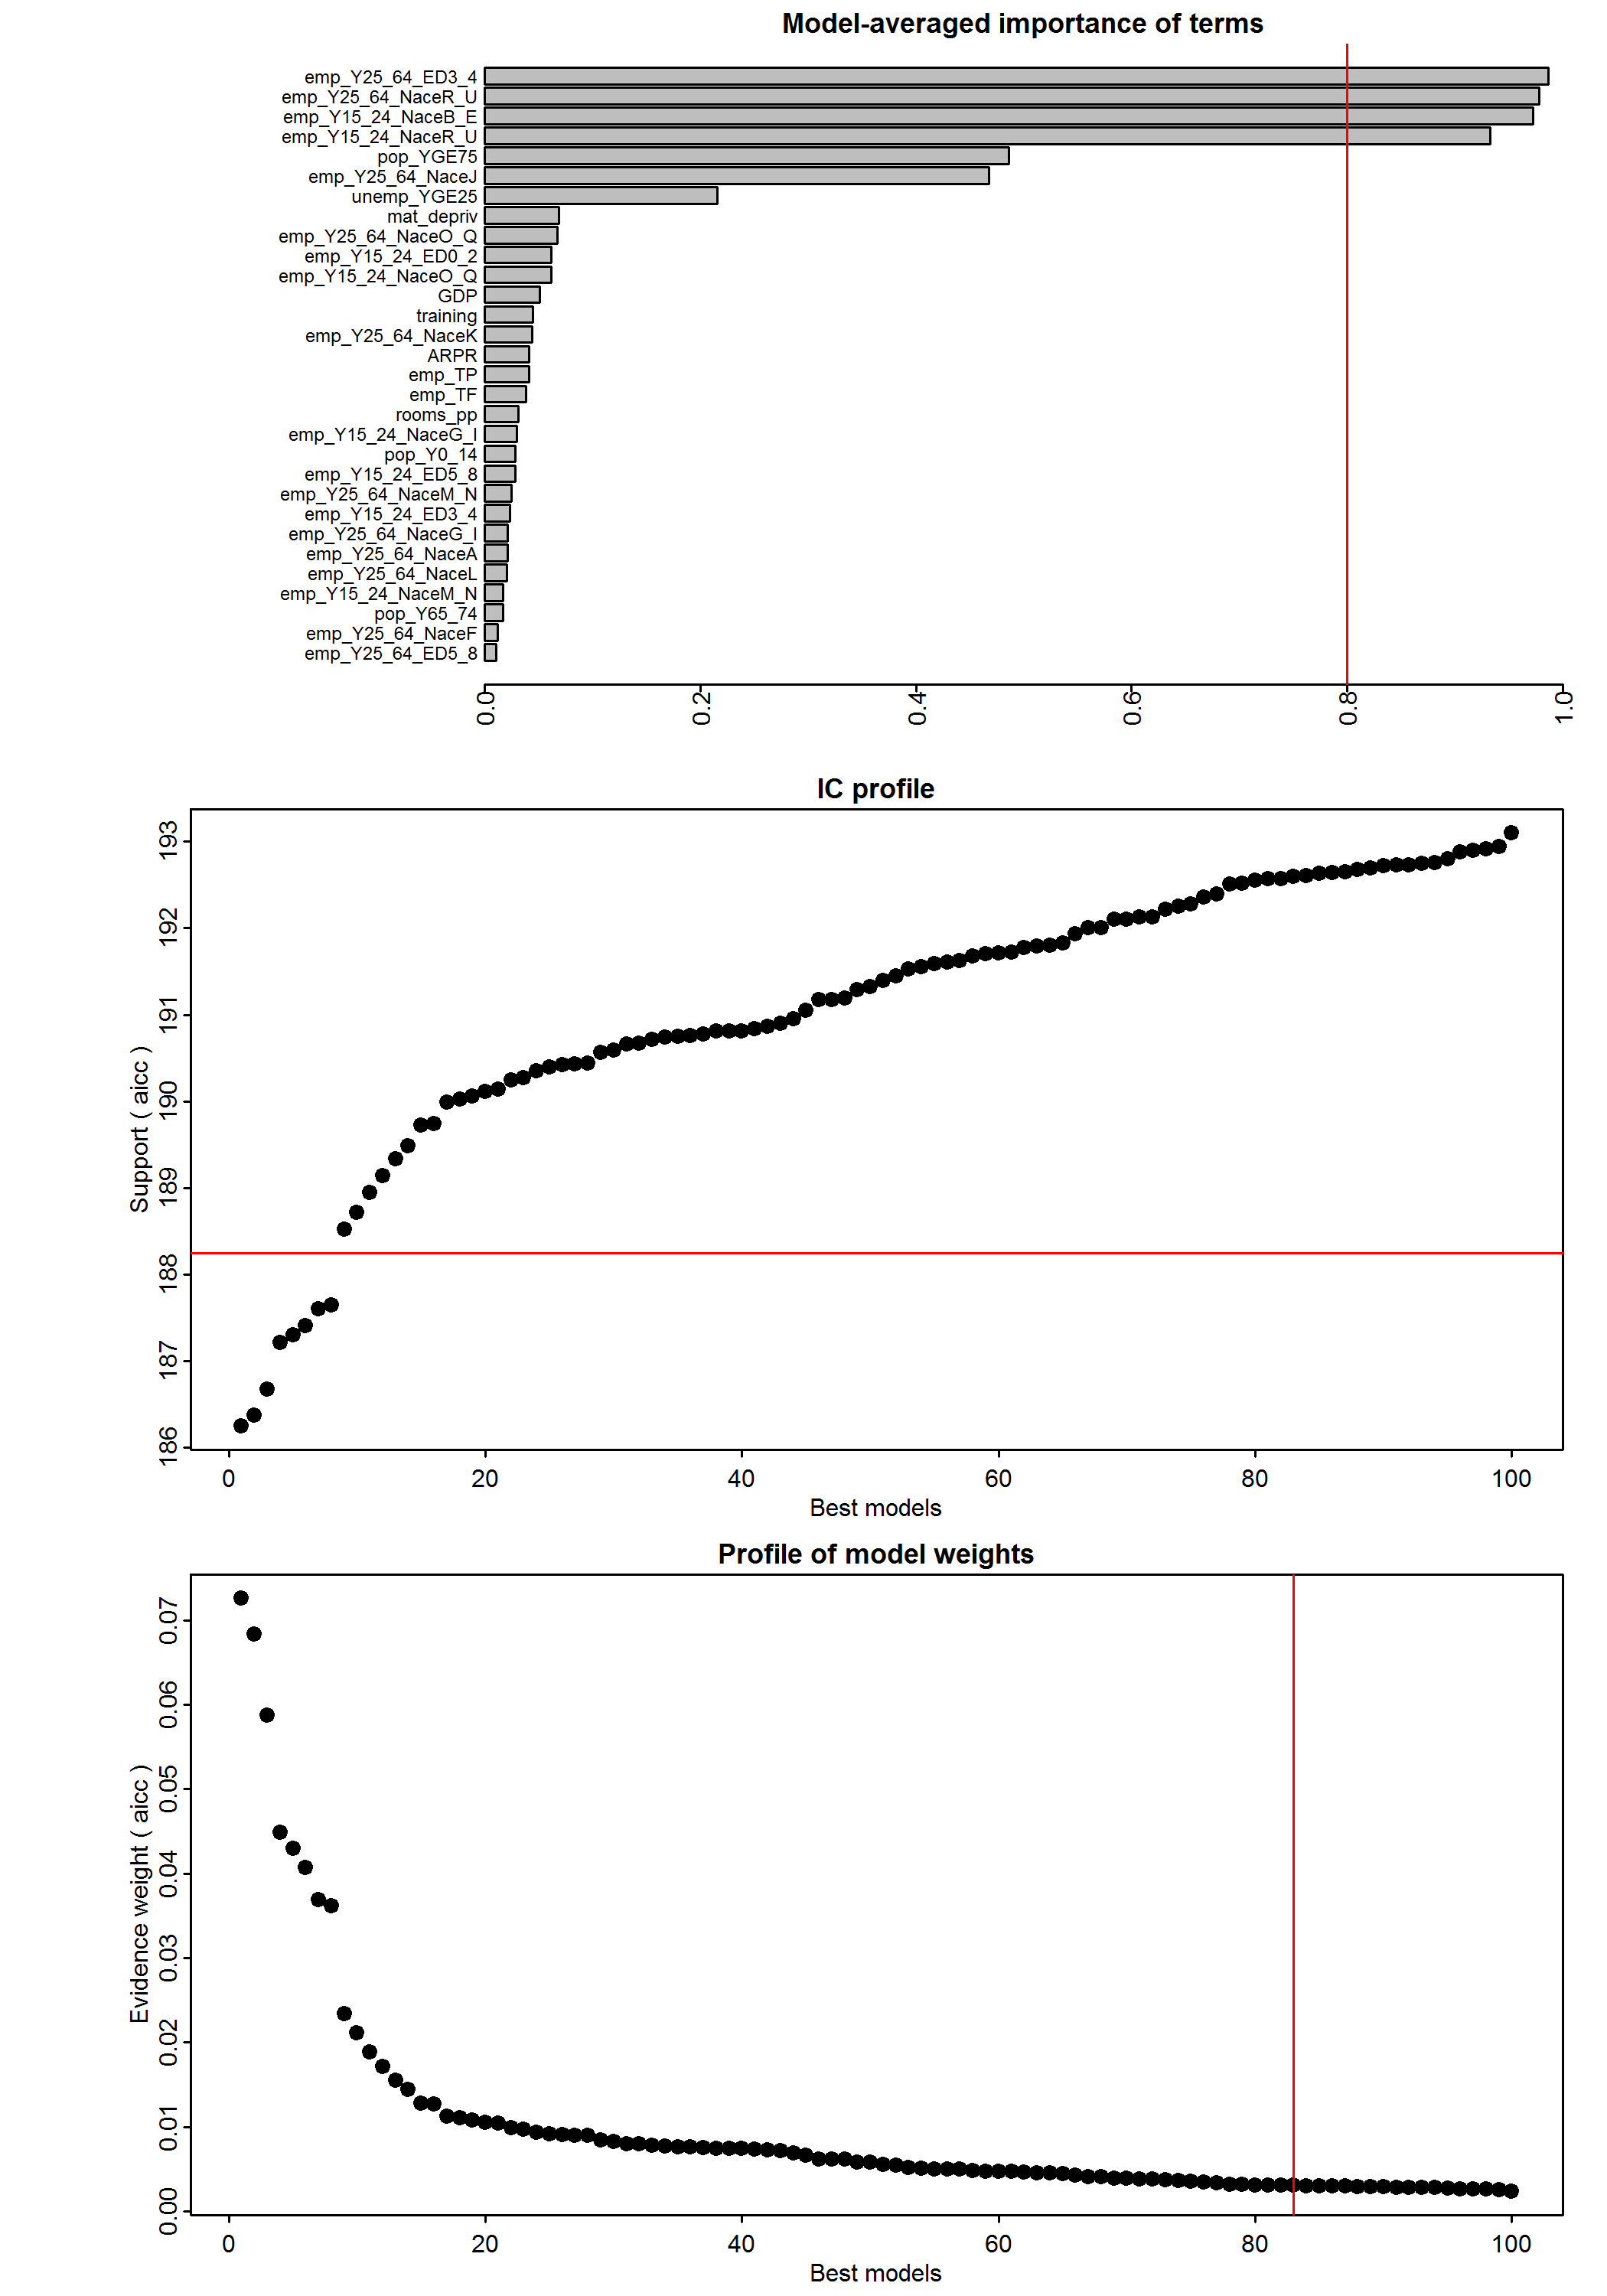 Model-averaged importance of terms
emp_Y25_64_ED3_4
emp_Y25_64_NaceR_U
emp_Y15_24_NaceB_E
emp_Y15_24_NaceR_U
pop_YGE75
emp_Y25_64_NaceJ
unemp_YGE25
mat_depriv
emp_Y25_64_NaceO_Q
emp_Y15_24_ED0_2
emp_Y15_24_NaceO_Q
GDP
training
emp_Y25_64_NaceK
ARPR
emp_TP
emp_TF
rooms_pp
emp_Y15_24_NaceG_I
pop_Y0_14
emp_Y15_24_ED5_8
emp_Y25_64_NaceM_N
emp_Y15_24_ED3_4
emp_Y25_64_NaceG_I
emp_Y25_64_NaceA
emp_Y25_64_NaceL
emp_Y15_24_NaceM_N
pop_Y65_74
emp_Y25_64_NaceF
emp_Y25_64_ED5_8
0.0 0.2 0.4 0.6 0.8 1.0
IC profile
Support ( aicc )
193
192
191
190
189
188
187
186
0 20 40 60 80 100
Best models
Profile of model weights
Evidence weight ( aicc )
0.07
0.06
0.05
0.04
0.03
0.02
0.01
0.00
0 20 40 60 80 100
Best models